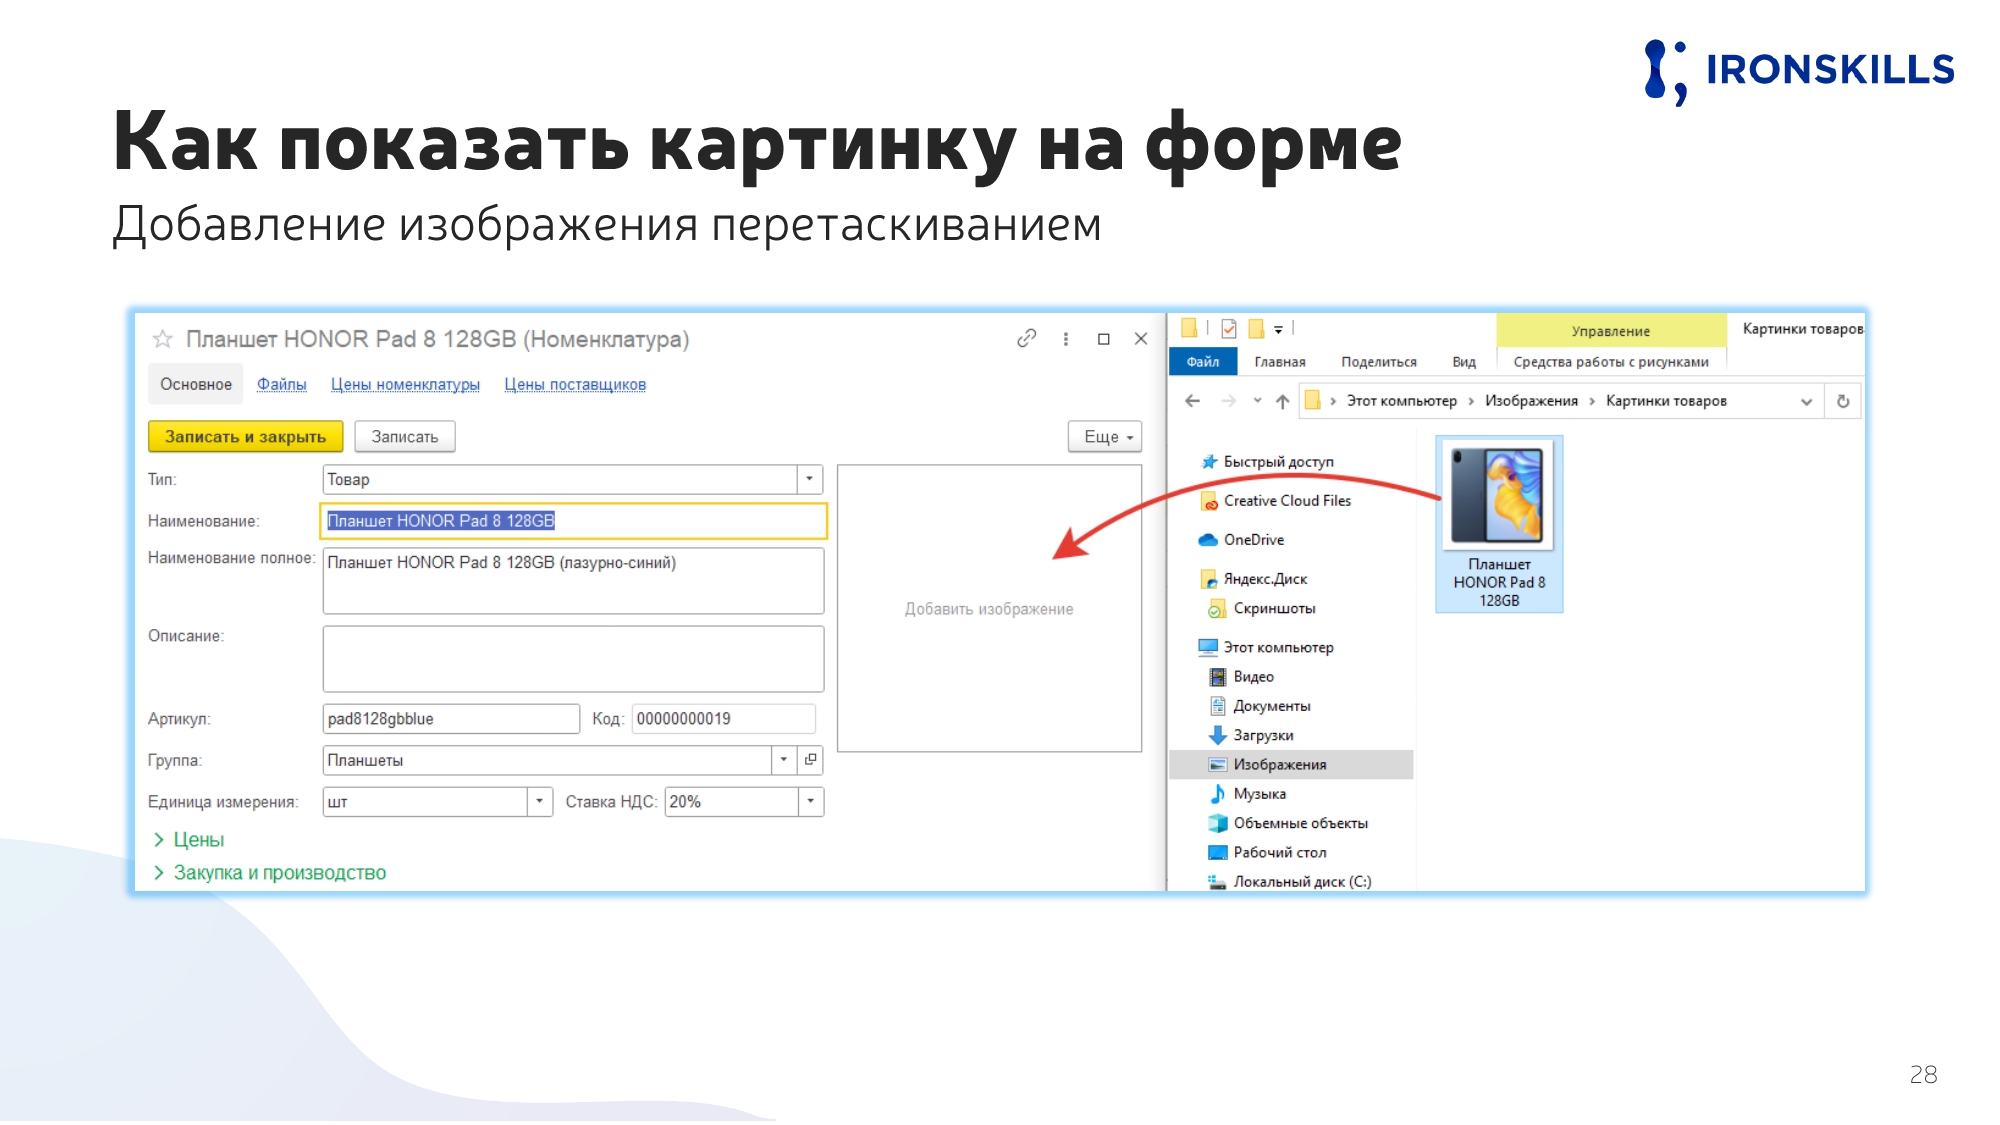 IRONSKILLS
Как показать картинку на форме
Добавление изображения перетаскиванием
Планшет HONOR Pad 8 128GB (Номенклатура)
Основное Файлы Цены номенклатуры Цены поставщиков
Записать и закрыть Записать Еще
Тип: Товар
Наименование: Планшет HONOR Pad 8 128GB
Наименование полное: Планшет HONOR Pad 8 128GB (лазурно-синий)
Описание:
Артикул: pad8128gbblue Код: 00000000019
Группа: Планшеты
Единица измерения: шт Ставка НДС: 20%
Цены
Закупка и производство
Добавить изображение
Управление Картинки товаров
Файл Главная Поделиться Вид Средства работы с рисунками
Этот компьютер Изображения Картинки товаров
Быстрый доступ
Creative Cloud Files
OneDrive
Яндекс.Диск
Скриншоты
Этот компьютер
Видео
Документы
Загрузки
Изображения
Музыка
Объемные объекты
Рабочий стол
Локальный диск (C:)
Планшет
HONOR Pad 8
128GB
28